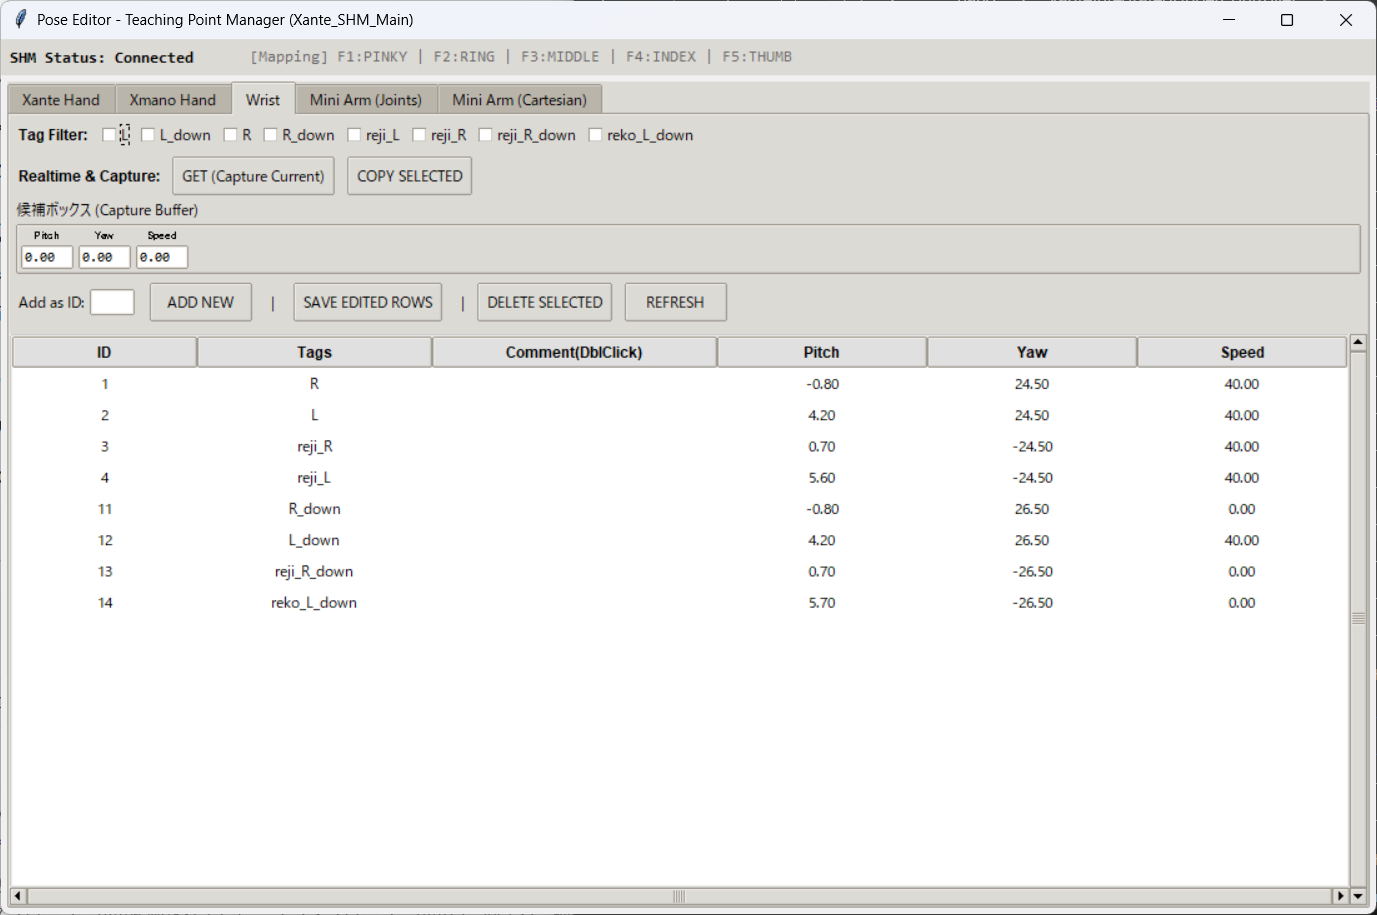 Pose Editor - Teaching Point Manager (Xante_SHM_Main)
SHM Status: Connected [Mapping] F1:PINKY | F2:RING | F3:MIDDLE | F4:INDEX | F5:THUMB
Xante Hand Xmano Hand Wrist Mini Arm (Joints) Mini Arm (Cartesian)
Tag Filter: L L_down R R_down reji_L reji_R reji_R_down reko_L_down
Realtime & Capture: GET (Capture Current) COPY SELECTED
候補ボックス (Capture Buffer)
Pitch Yaw Speed
0.00 0.00 0.00
Add as ID: ADD NEW | SAVE EDITED ROWS | DELETE SELECTED REFRESH
ID Tags Comment(DblClick) Pitch Yaw Speed
1 R -0.80 24.50 40.00
2 L 4.20 24.50 40.00
3 reji_R 0.70 -24.50 40.00
4 reji_L 5.60 -24.50 40.00
11 R_down -0.80 26.50 0.00
12 L_down 4.20 26.50 40.00
13 reji_R_down 0.70 -26.50 0.00
14 reko_L_down 5.70 -26.50 0.00